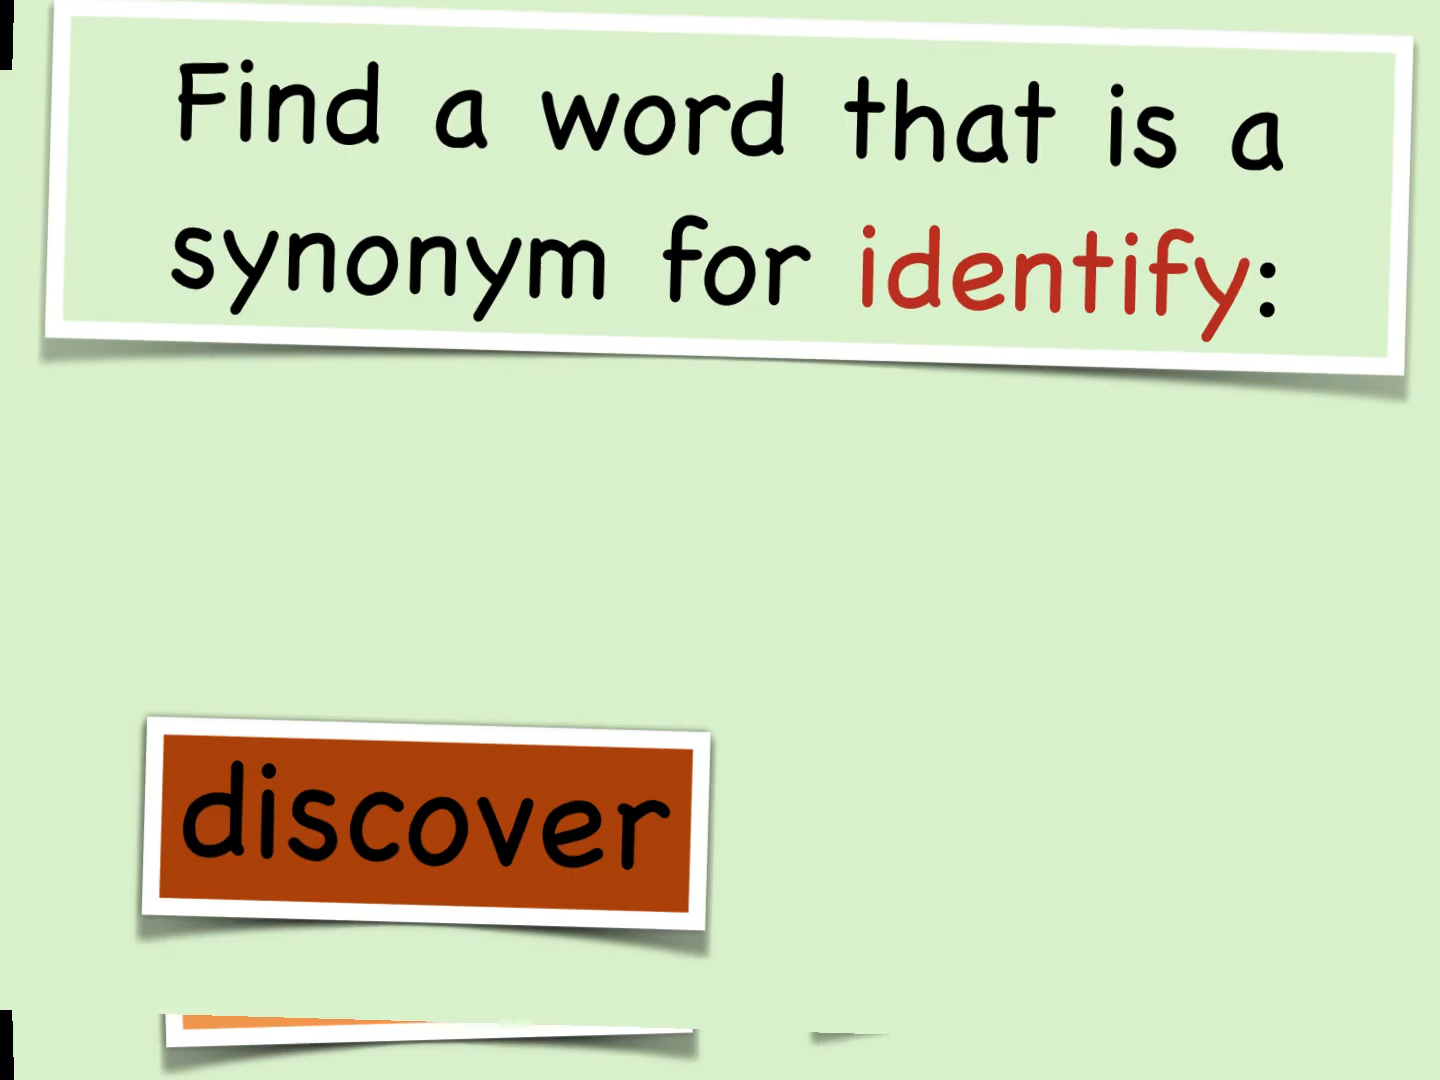 Find a word that is a
synonym for identify:
discover